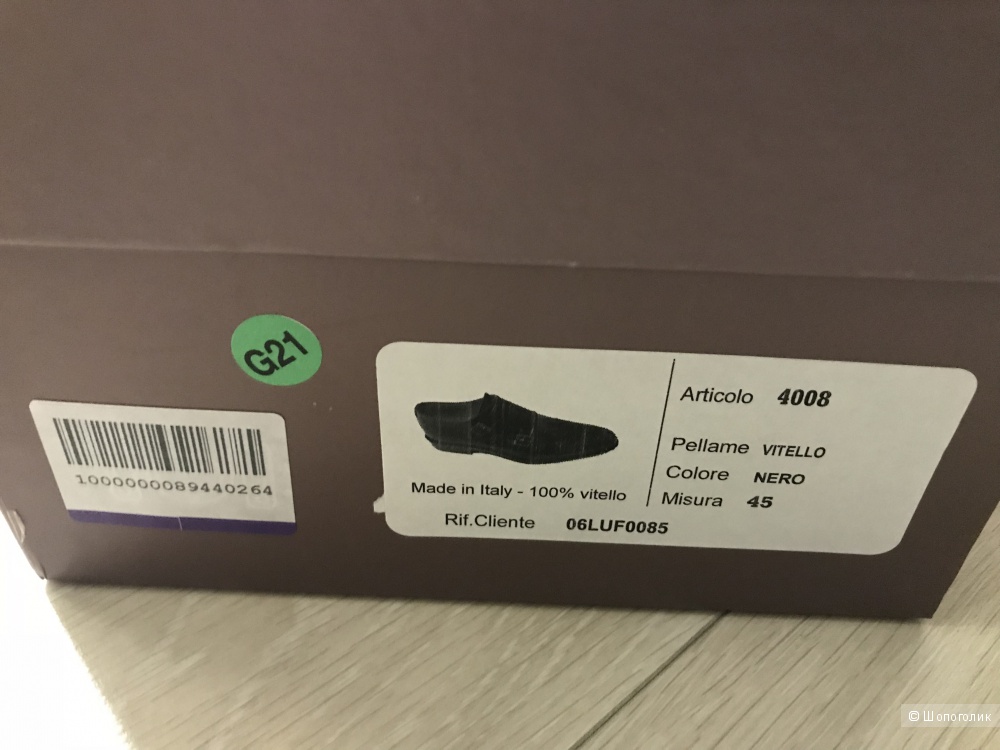 G21
1000000089440264
Articolo 4008
Pellame VITELLO
Colore NERO
Misura 45
Made in Italy - 100% vitello
Rif.Cliente 06LUF0085
© Шопоголик